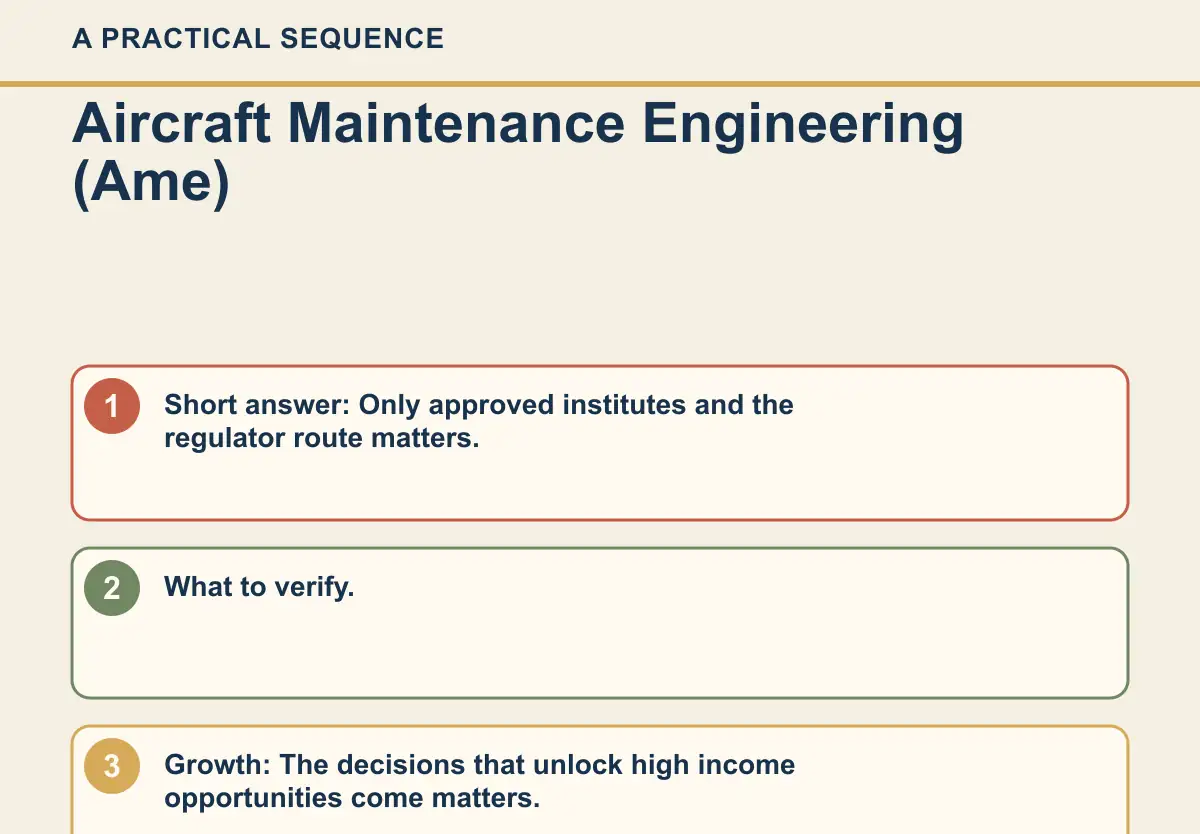 A PRACTICAL SEQUENCE
Aircraft Maintenance Engineering
(Ame)
1
Short answer: Only approved institutes and the
regulator route matters.
2
What to verify.
3
Growth: The decisions that unlock high income
opportunities come matters.